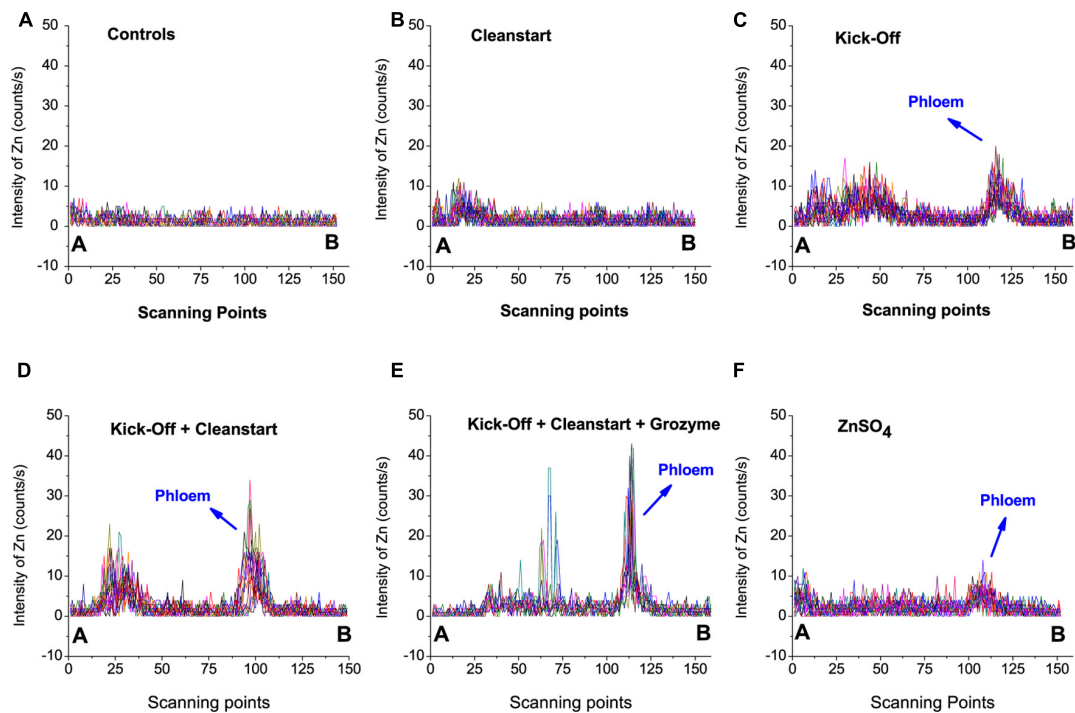 A
Controls
Intensity of Zn (counts/s)
50
40
30
20
10
0
-10
A
B
0 25 50 75 100 125 150
Scanning Points
B
Cleanstart
Intensity of Zn (counts/s)
50
40
30
20
10
0
-10
A
B
0 25 50 75 100 125 150
Scanning points
C
Kick-Off
Phloem
Intensity of Zn (counts/s)
50
40
30
20
10
0
-10
A
B
0 25 50 75 100 125 150
Scanning points
D
Kick-Off + Cleanstart
Phloem
Intensity of Zn (counts/s)
50
40
30
20
10
0
-10
A
B
0 25 50 75 100 125 150
Scanning points
E
Kick-Off + Cleanstart + Grozyme
Phloem
Intensity of Zn (counts/s)
50
40
30
20
10
0
-10
A
B
0 25 50 75 100 125 150
Scanning points
F
ZnSO₄
Phloem
Intensity of Zn (counts/s)
50
40
30
20
10
0
-10
A
B
0 25 50 75 100 125 150
Scanning Points